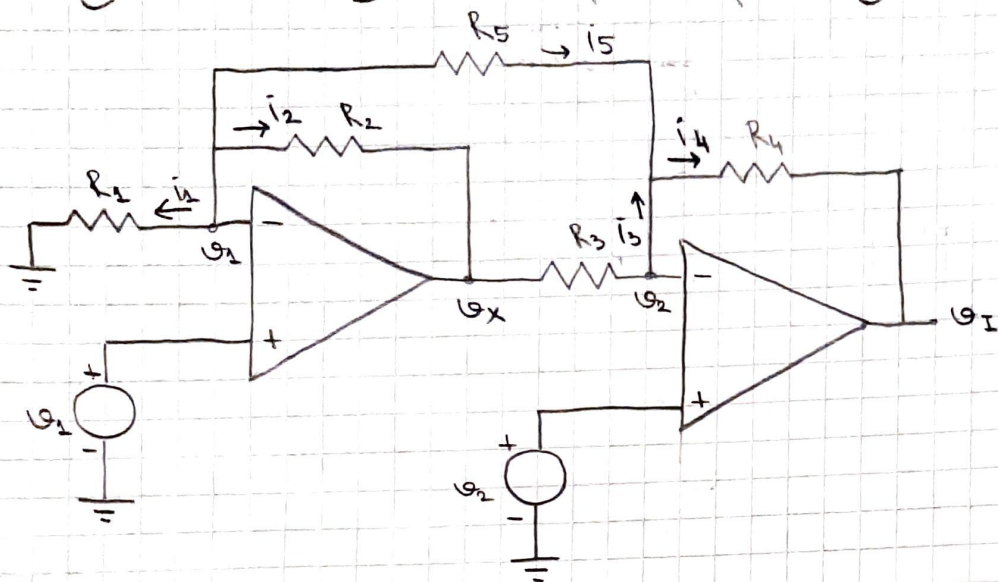 R5 → i5
→ i2 R2
i4 → R4
R1 i1 ←
−
υ1
R3 i3 ↑
−
υx
υ2
υI
+
+
υ1
−
+
+
υ2
−